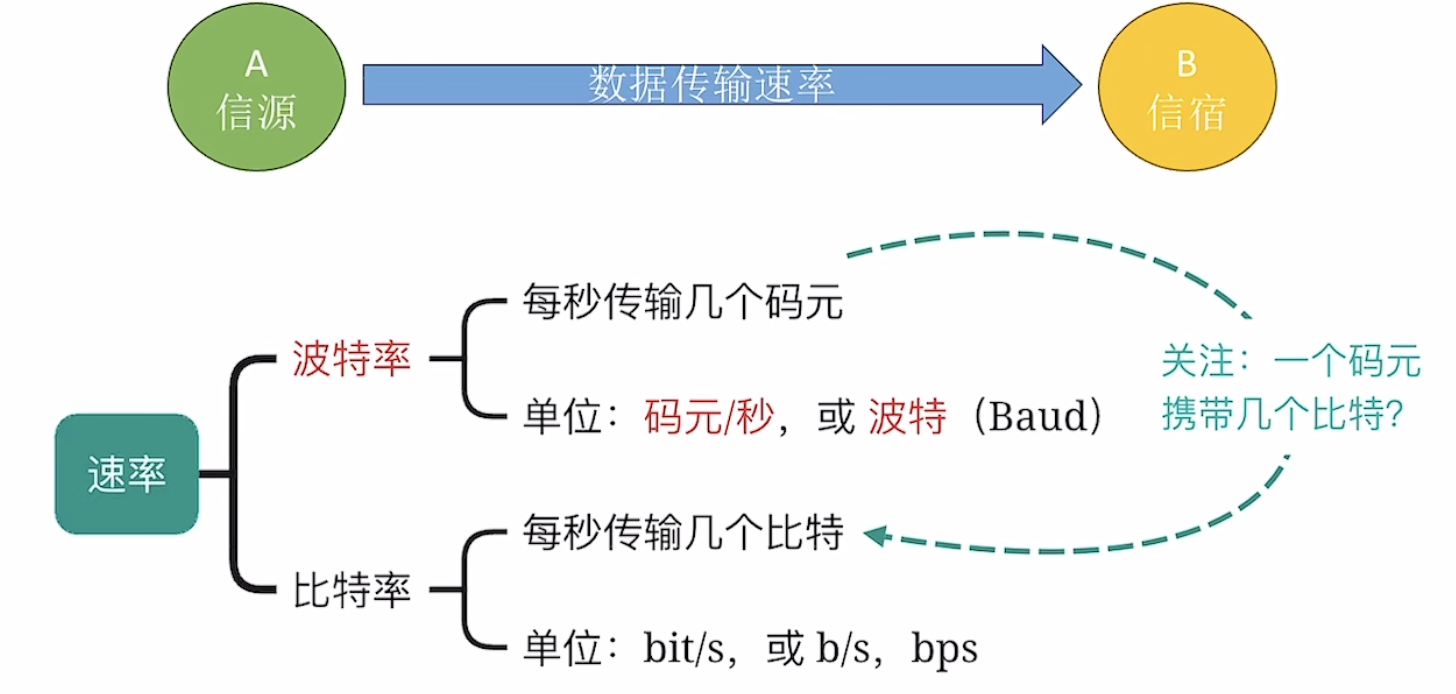 A
信源
数据传输速率
B
信宿
每秒传输几个码元
波特率
单位：码元/秒，或 波特（Baud）
关注：一个码元
携带几个比特？
速率
每秒传输几个比特
比特率
单位：bit/s，或 b/s，bps